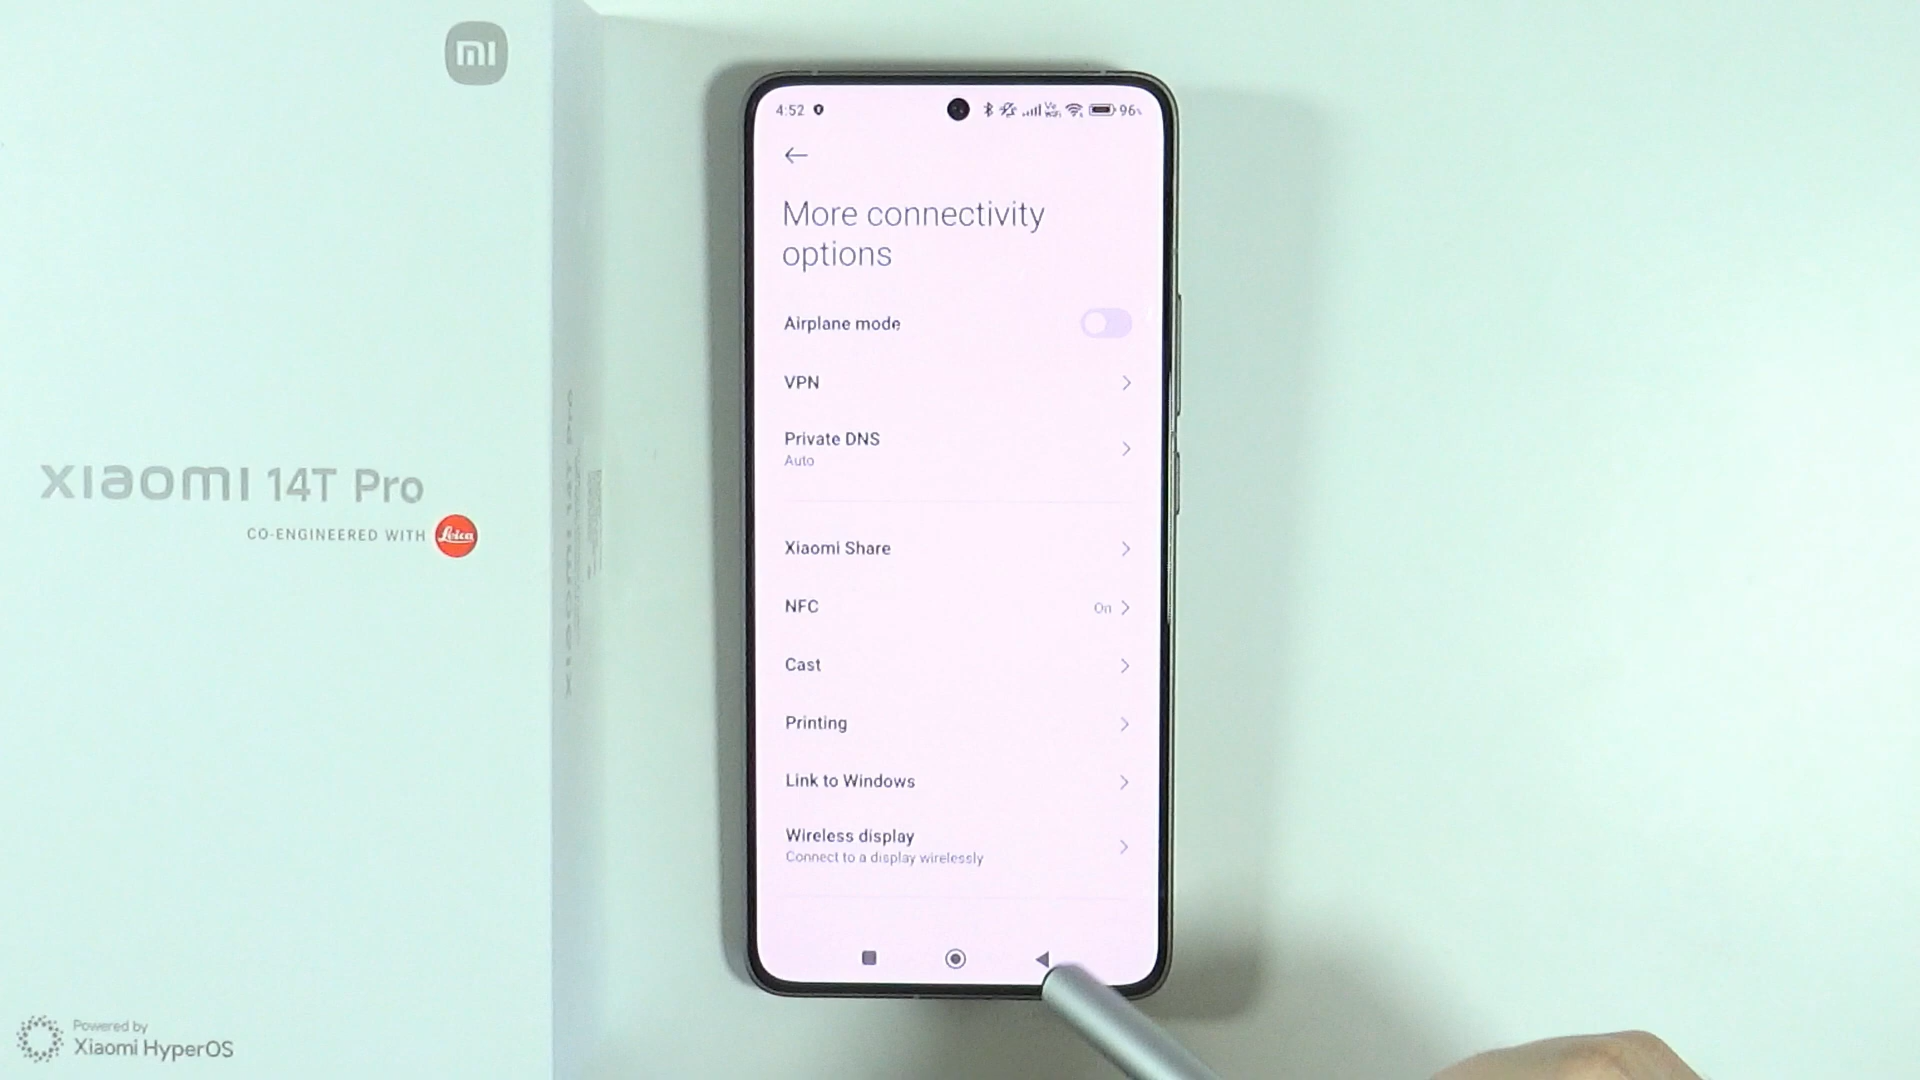 mi
xiaomi 14T Pro
CO-ENGINEERED WITH Leica
Powered by
Xiaomi HyperOS
4:52
96%
More connectivity
options
Airplane mode
VPN
Private DNS
Auto
Xiaomi Share
NFC On
Cast
Printing
Link to Windows
Wireless display
Connect to a display wirelessly